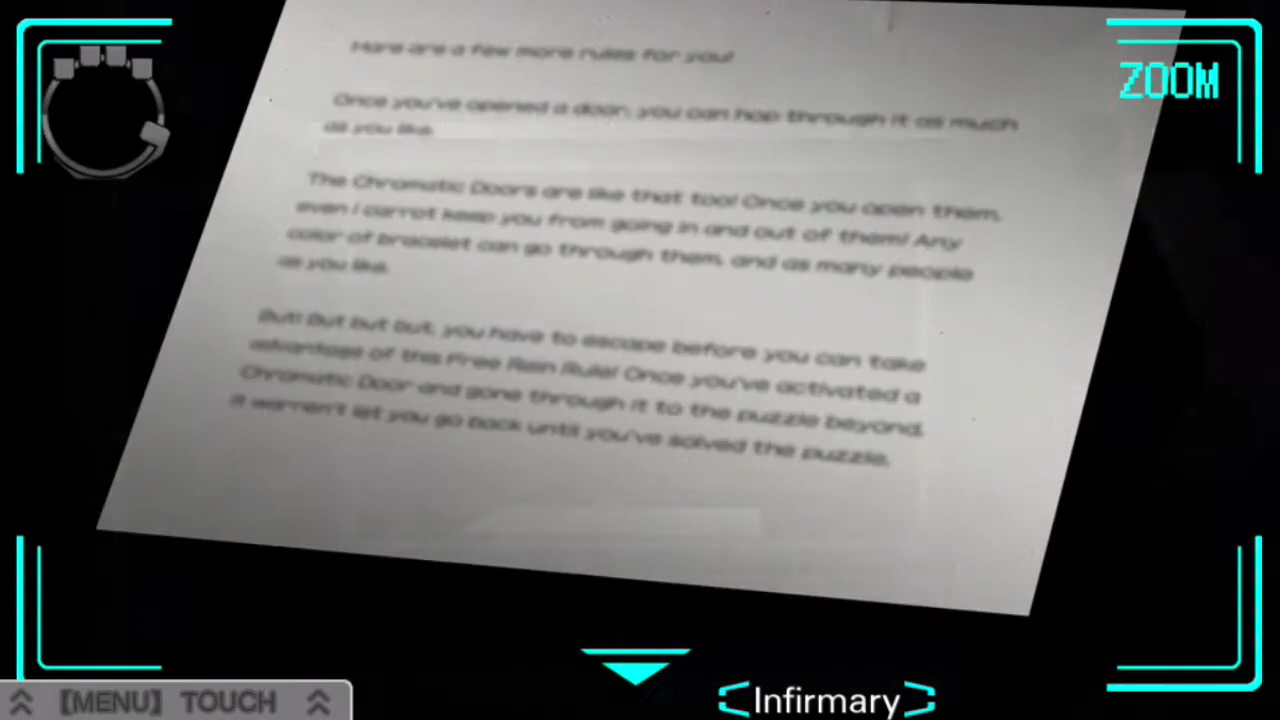 Hare are a few more rules for you!
Once you've opened a door, you can hop through it as much
as you like.
The Chromatic Doors are like that too! Once you open them,
even I carrot keep you from going in and out of them! Any
color of bracelet can go through them, and as many people
as you like.
But! But but but, you have to escape before you can take
advantage of this Free Rein Rule! Once you've activated a
Chromatic Door and gone through it to the puzzle beyond,
it warren't let you go back until you've solved the puzzle.
ZOOM
【MENU】 TOUCH
Infirmary